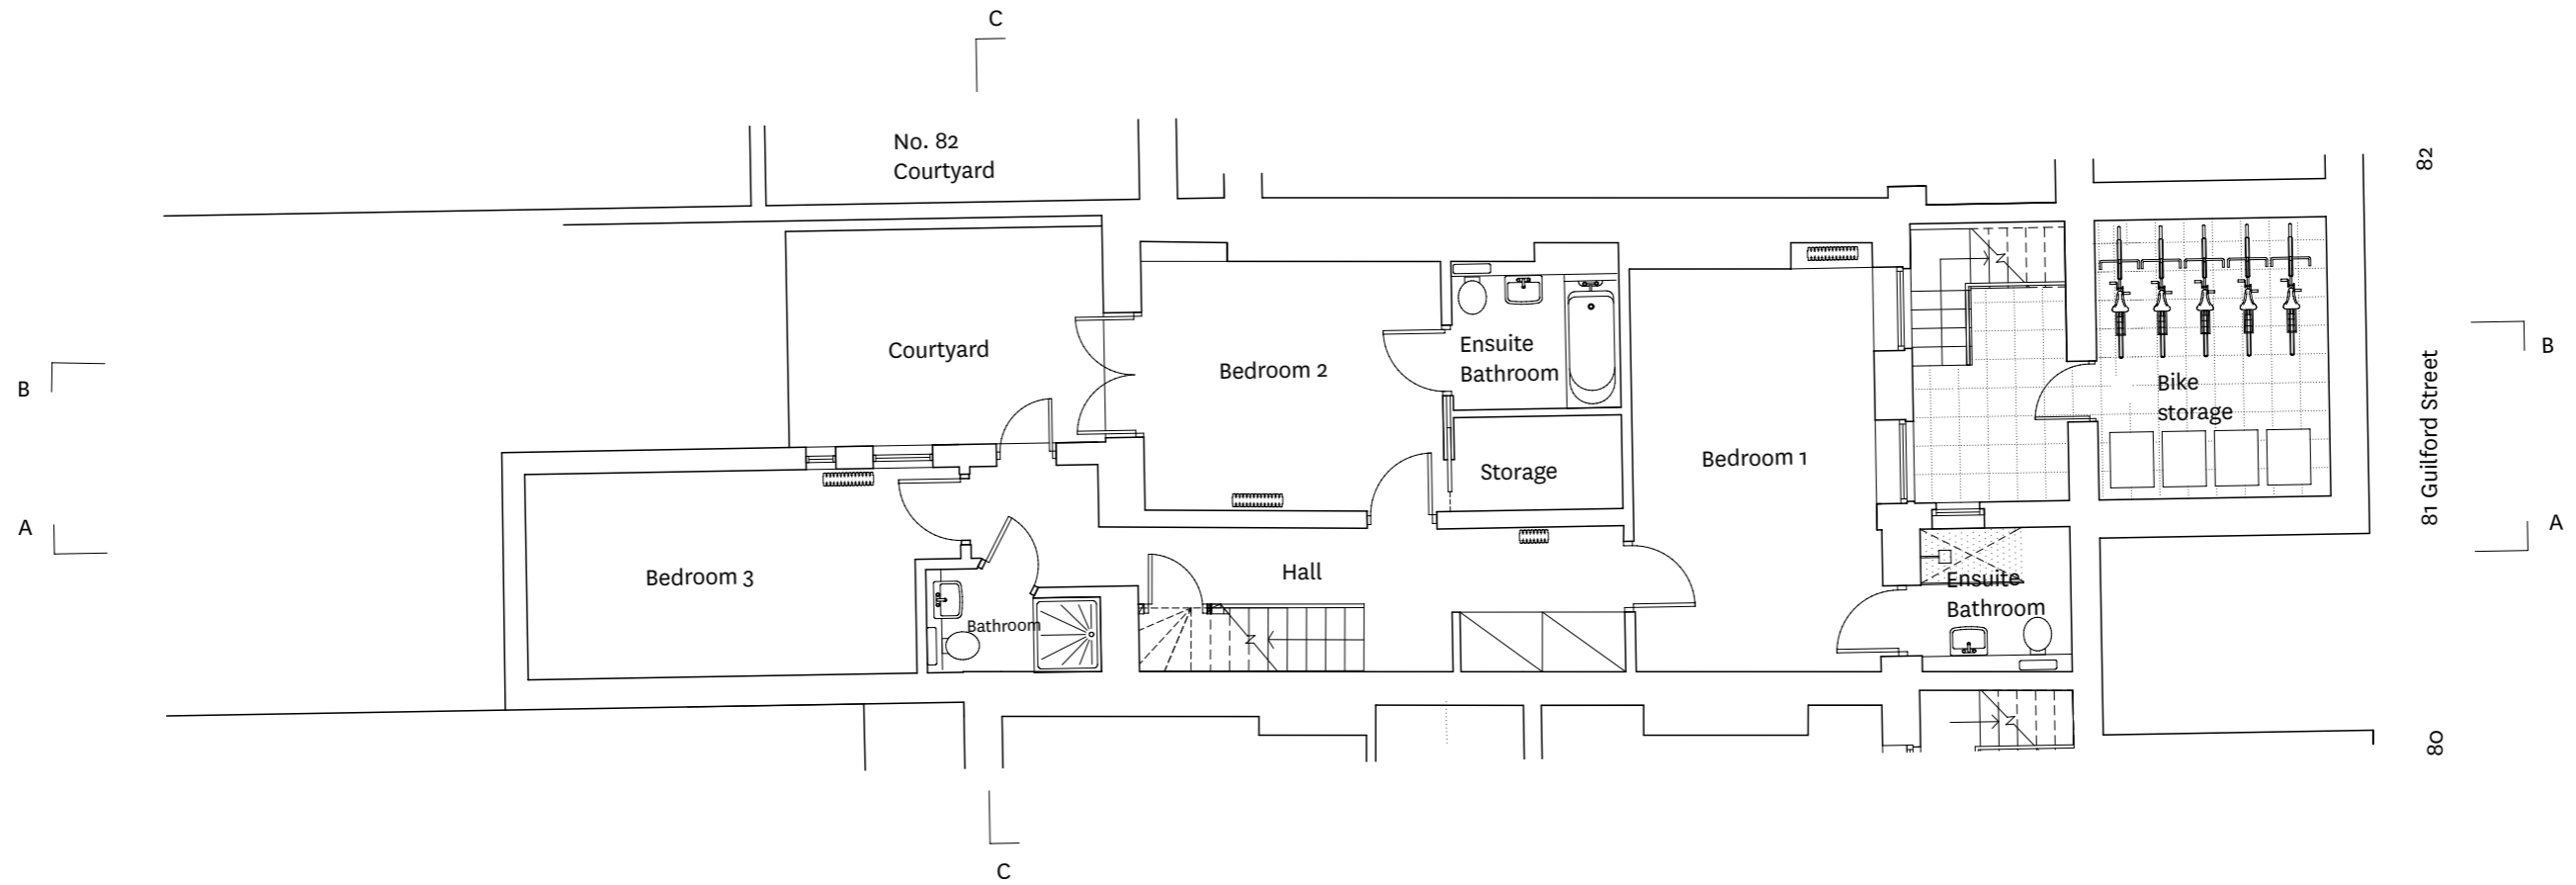 C
No. 82
Courtyard
82
B
Courtyard
Bedroom 2
Ensuite
Bathroom
Bedroom 1
Bike
storage
B
81 Guilford Street
Storage
A
A
Bedroom 3
Hall
Bathroom
Ensuite
Bathroom
80
C